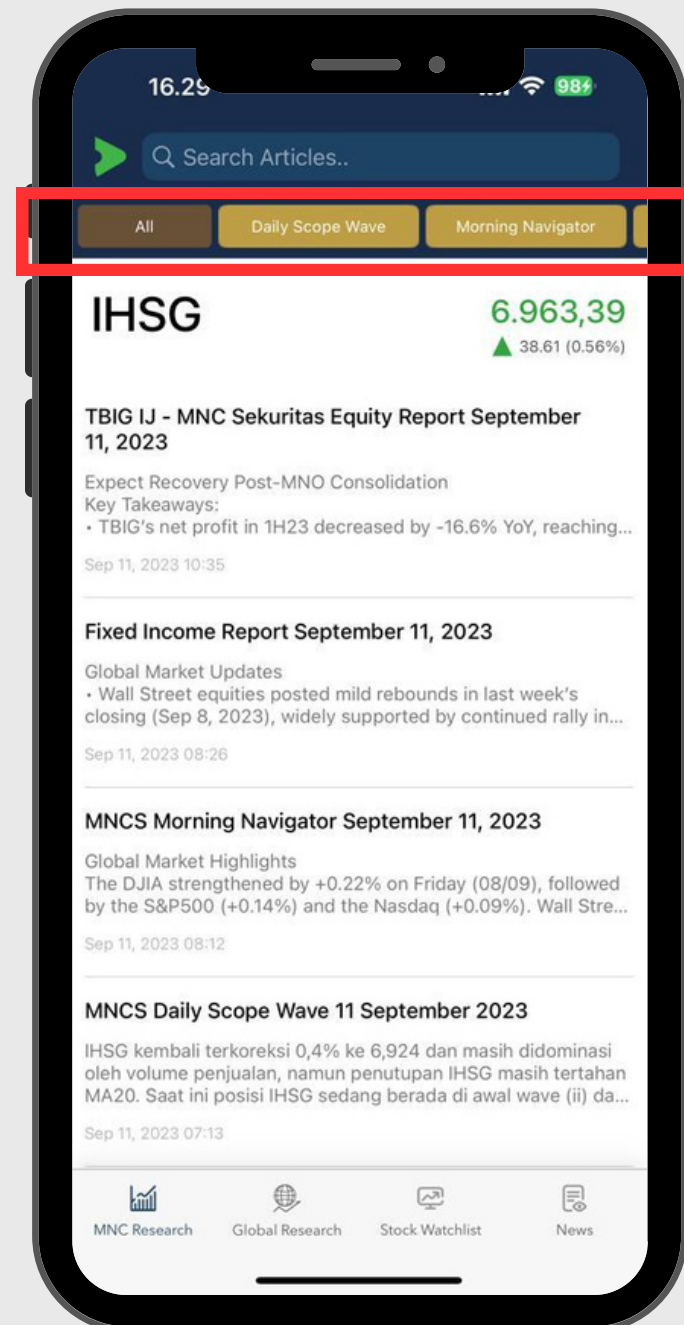 16.29
98
Search Articles..
All
Daily Scope Wave
Morning Navigator
IHSG
6.963,39
38.61 (0.56%)
TBIG IJ - MNC Sekuritas Equity Report September
11, 2023
Expect Recovery Post-MNO Consolidation
Key Takeaways:
• TBIG's net profit in 1H23 decreased by -16.6% YoY, reaching...
Sep 11, 2023 10:35
Fixed Income Report September 11, 2023
Global Market Updates
• Wall Street equities posted mild rebounds in last week's
closing (Sep 8, 2023), widely supported by continued rally in...
Sep 11, 2023 08:26
MNCS Morning Navigator September 11, 2023
Global Market Highlights
The DJIA strengthened by +0.22% on Friday (08/09), followed
by the S&P500 (+0.14%) and the Nasdaq (+0.09%). Wall Stre...
Sep 11, 2023 08:12
MNCS Daily Scope Wave 11 September 2023
IHSG kembali terkoreksi 0,4% ke 6,924 dan masih didominasi
oleh volume penjualan, namun penutupan IHSG masih tertahan
MA20. Saat ini posisi IHSG sedang berada di awal wave (ii) da...
Sep 11, 2023 07:13
MNC Research
Global Research
Stock Watchlist
News